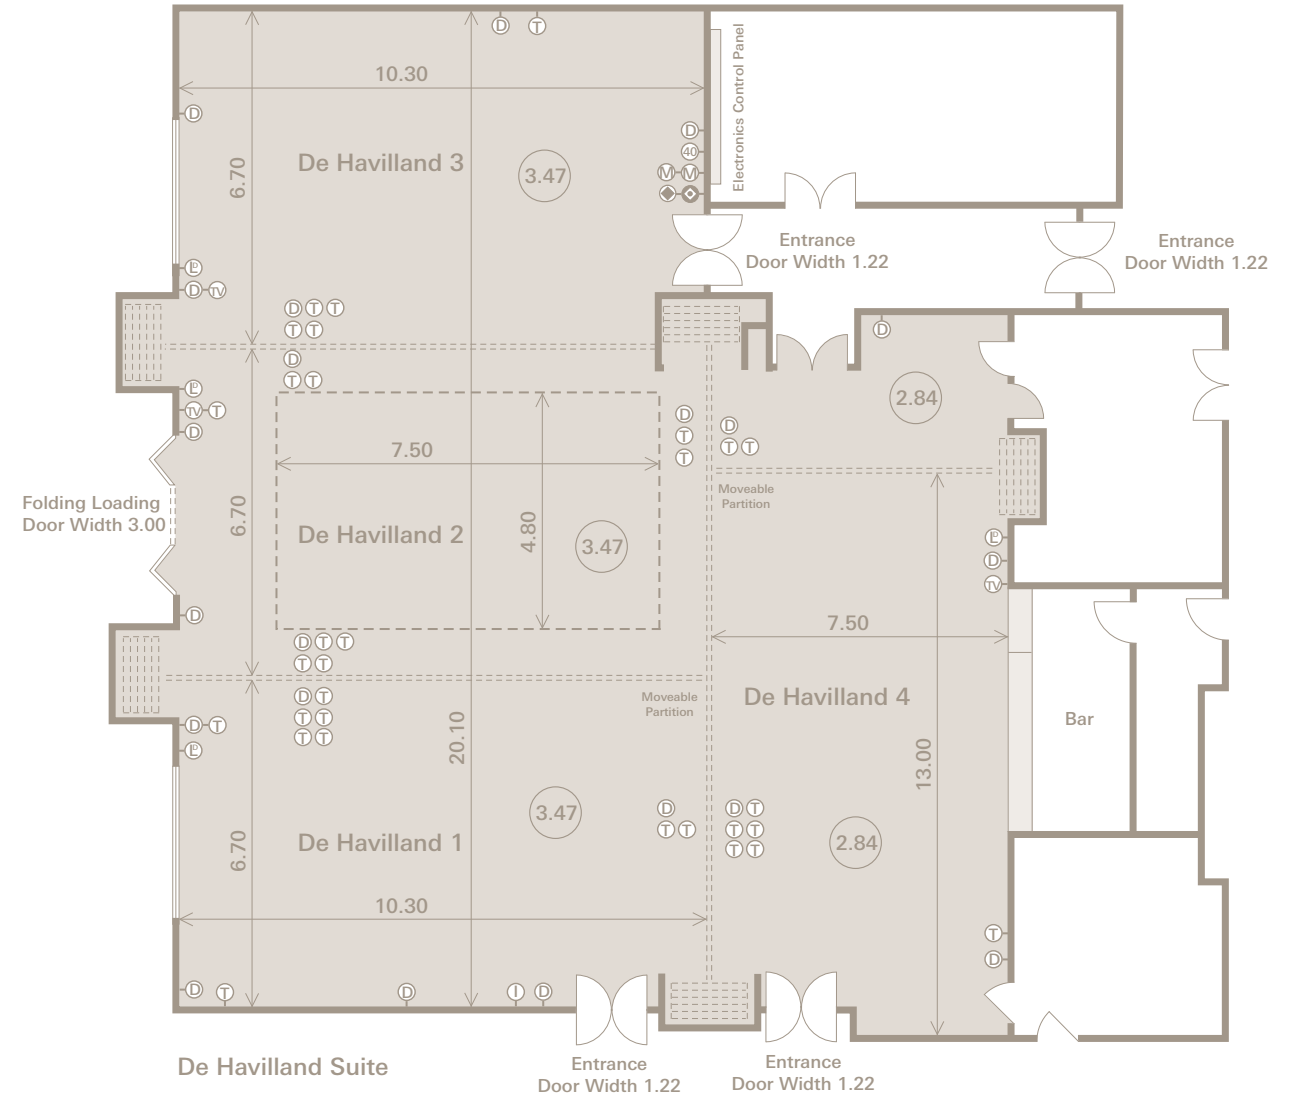 D T
10.30
Electronics Control Panel
D
D
40
6.70
De Havilland 3
3.47
M M
Entrance
Door Width 1.22
Entrance
Door Width 1.22
D TV
D T T
T T
D
D
T T
2.84
TV T
D
D
T
T
D
T T
7.50
Moveable
Partition
Folding Loading
Door Width 3.00
6.70
De Havilland 2
4.80
3.47
D
TV
D
7.50
D T T
T T
Moveable
Partition
De Havilland 4
D T
T T
T T
D T
Bar
20.10
13.00
D
T T
D T
T T
T T
3.47
6.70
De Havilland 1
2.84
10.30
T
D
D T
D
I D
Entrance
Door Width 1.22
Entrance
Door Width 1.22
De Havilland Suite